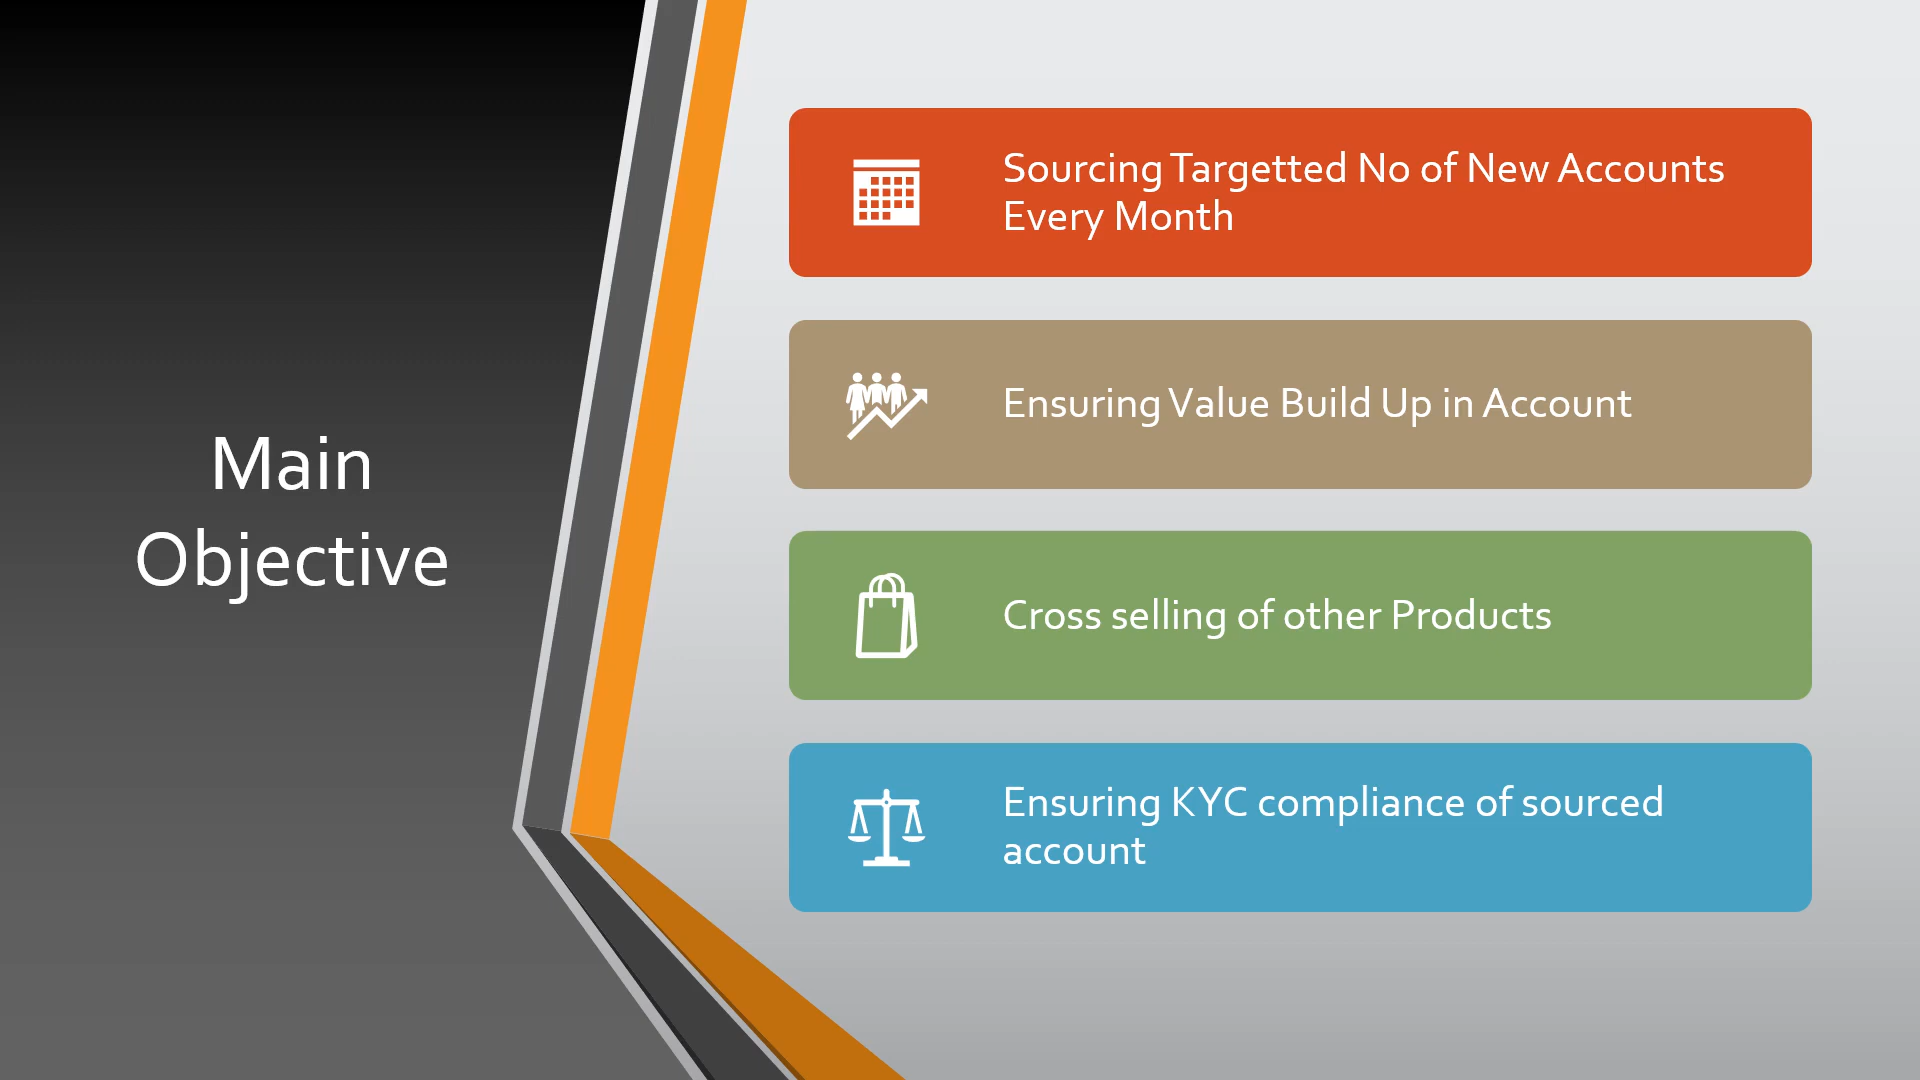 Main
Objective
Sourcing Targetted No of New Accounts
Every Month
Ensuring Value Build Up in Account
Cross selling of other Products
Ensuring KYC compliance of sourced
account